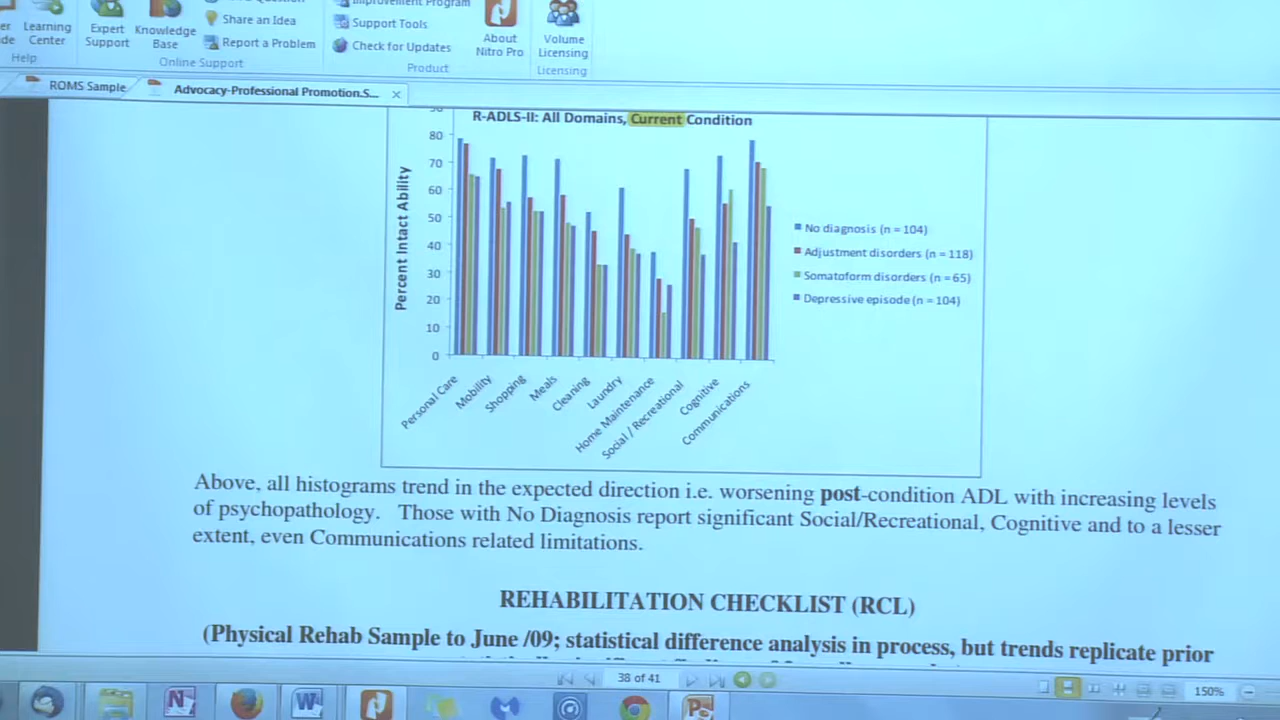 Improvement Program
Share an Idea
Support Tools
Learning
Center
Expert
Support
Knowledge
Base
Report a Problem
Check for Updates
About
Nitro Pro
Volume
Licensing
Help
Online Support
Product
Licensing
ROMS Sample
Advocacy-Professional Promotion.S...
R-ADLS-II: All Domains, Current Condition
Percent Intact Ability
80
70
60
50
40
30
20
10
0
No diagnosis (n = 104)
Adjustment disorders (n = 118)
Somatoform disorders (n = 65)
Depressive episode (n = 104)
Personal Care
Mobility
Shopping
Meals
Cleaning
Laundry
Home Maintenance
Social / Recreational
Cognitive
Communications
Above, all histograms trend in the expected direction i.e. worsening post-condition ADL with increasing levels
of psychopathology. Those with No Diagnosis report significant Social/Recreational, Cognitive and to a lesser
extent, even Communications related limitations.
REHABILITATION CHECKLIST (RCL)
(Physical Rehab Sample to June /09; statistical difference analysis in process, but trends replicate prior
38 of 41
150%